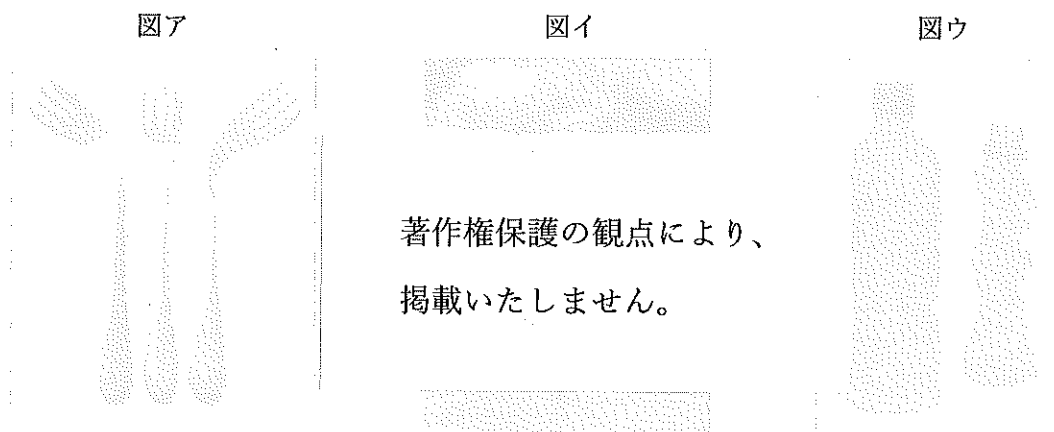 図ア
図イ
図ウ
著作権保護の観点により、
掲載いたしません。